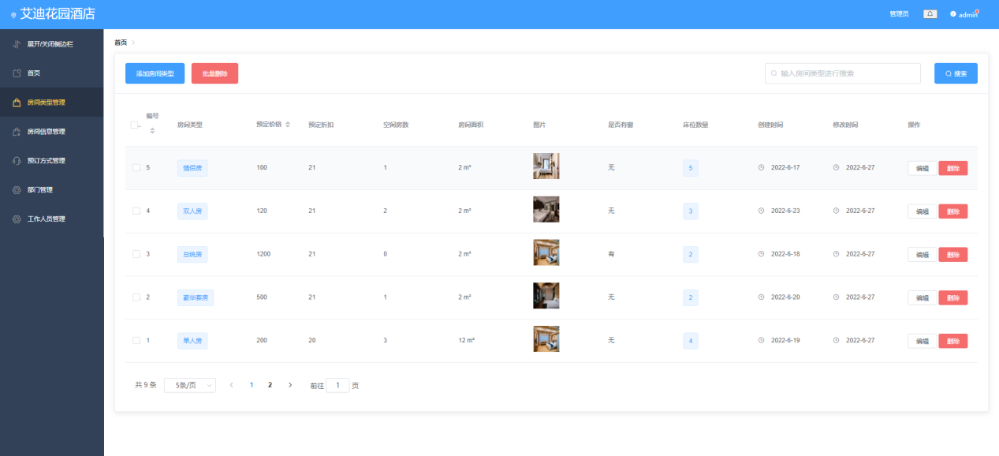 艾迪花园酒店
管理员
admin
展开/关闭侧边栏
首页
房间类型管理
房间信息管理
预订方式管理
部门管理
工作人员管理
首页
添加房间类型 批量删除 输入房间类型进行搜索 搜索
编号 房间类型 预定价格 预定折扣 空闲房数 房间面积 图片 是否有窗 床位数量 创建时间 修改时间 操作
5 情侣房 100 21 1 2 m² 无 5 2022-6-17 2022-6-27 编辑 删除
4 双人房 120 21 2 2 m² 无 3 2022-6-23 2022-6-27 编辑 删除
3 总统房 1200 21 0 2 m² 有 2 2022-6-18 2022-6-27 编辑 删除
2 豪华套房 500 21 1 2 m² 无 2 2022-6-20 2022-6-27 编辑 删除
1 单人房 200 20 3 12 m² 无 4 2022-6-19 2022-6-27 编辑 删除
共 9 条 5条/页 1 2 前往 1 页